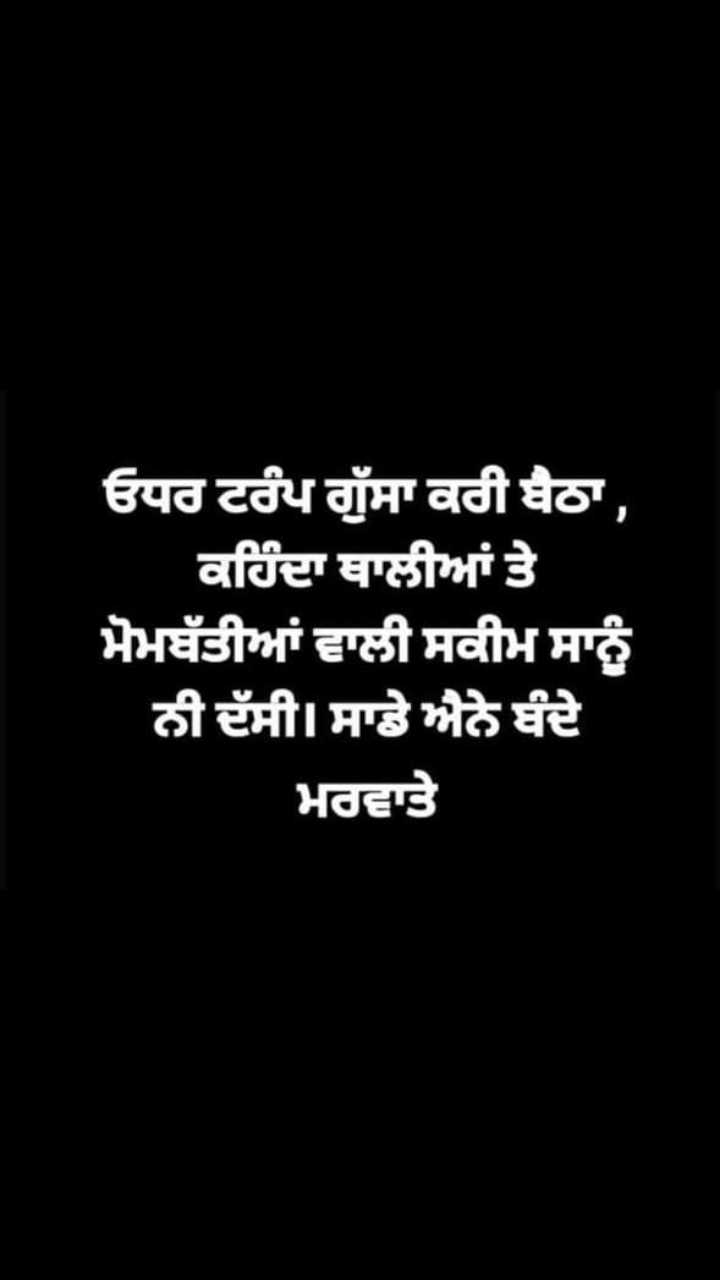 ਓਧਰ ਟਰੰਪ ਗੁੱਸਾ ਕਰੀ ਬੈਠਾ ,
ਕਹਿੰਦਾ ਥਾਲੀਆਂ ਤੇ
ਮੋਮਬੱਤੀਆਂ ਵਾਲੀ ਸਕੀਮ ਸਾਨੂੰ
ਨੀ ਦੱਸੀ। ਸਾਡੇ ਐਨੇ ਬੰਦੇ
ਮਰਵਾਤੇ